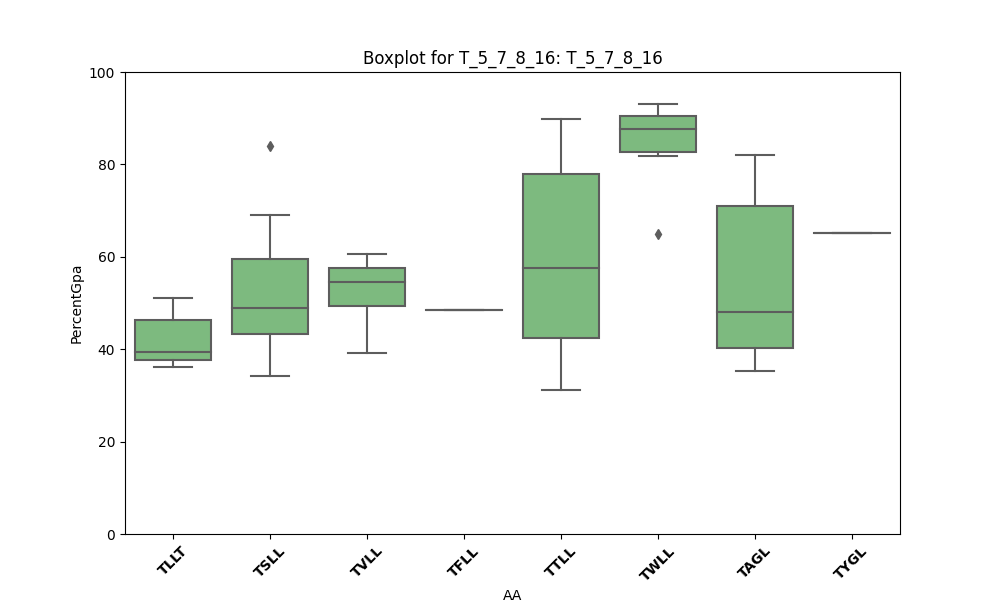 Boxplot for T_5_7_8_16: T_5_7_8_16
PercentGpa
100
80
60
40
20
0
TLLT
TSLL
TVLL
TFLL
TTLL
TWLL
TAGL
TYGL
AA